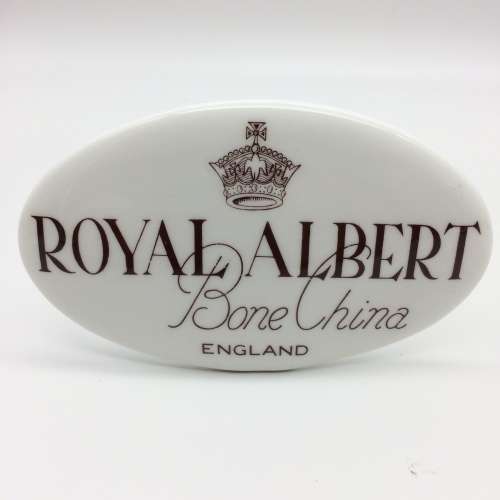 ROYAL ALBERT
Bone China
ENGLAND